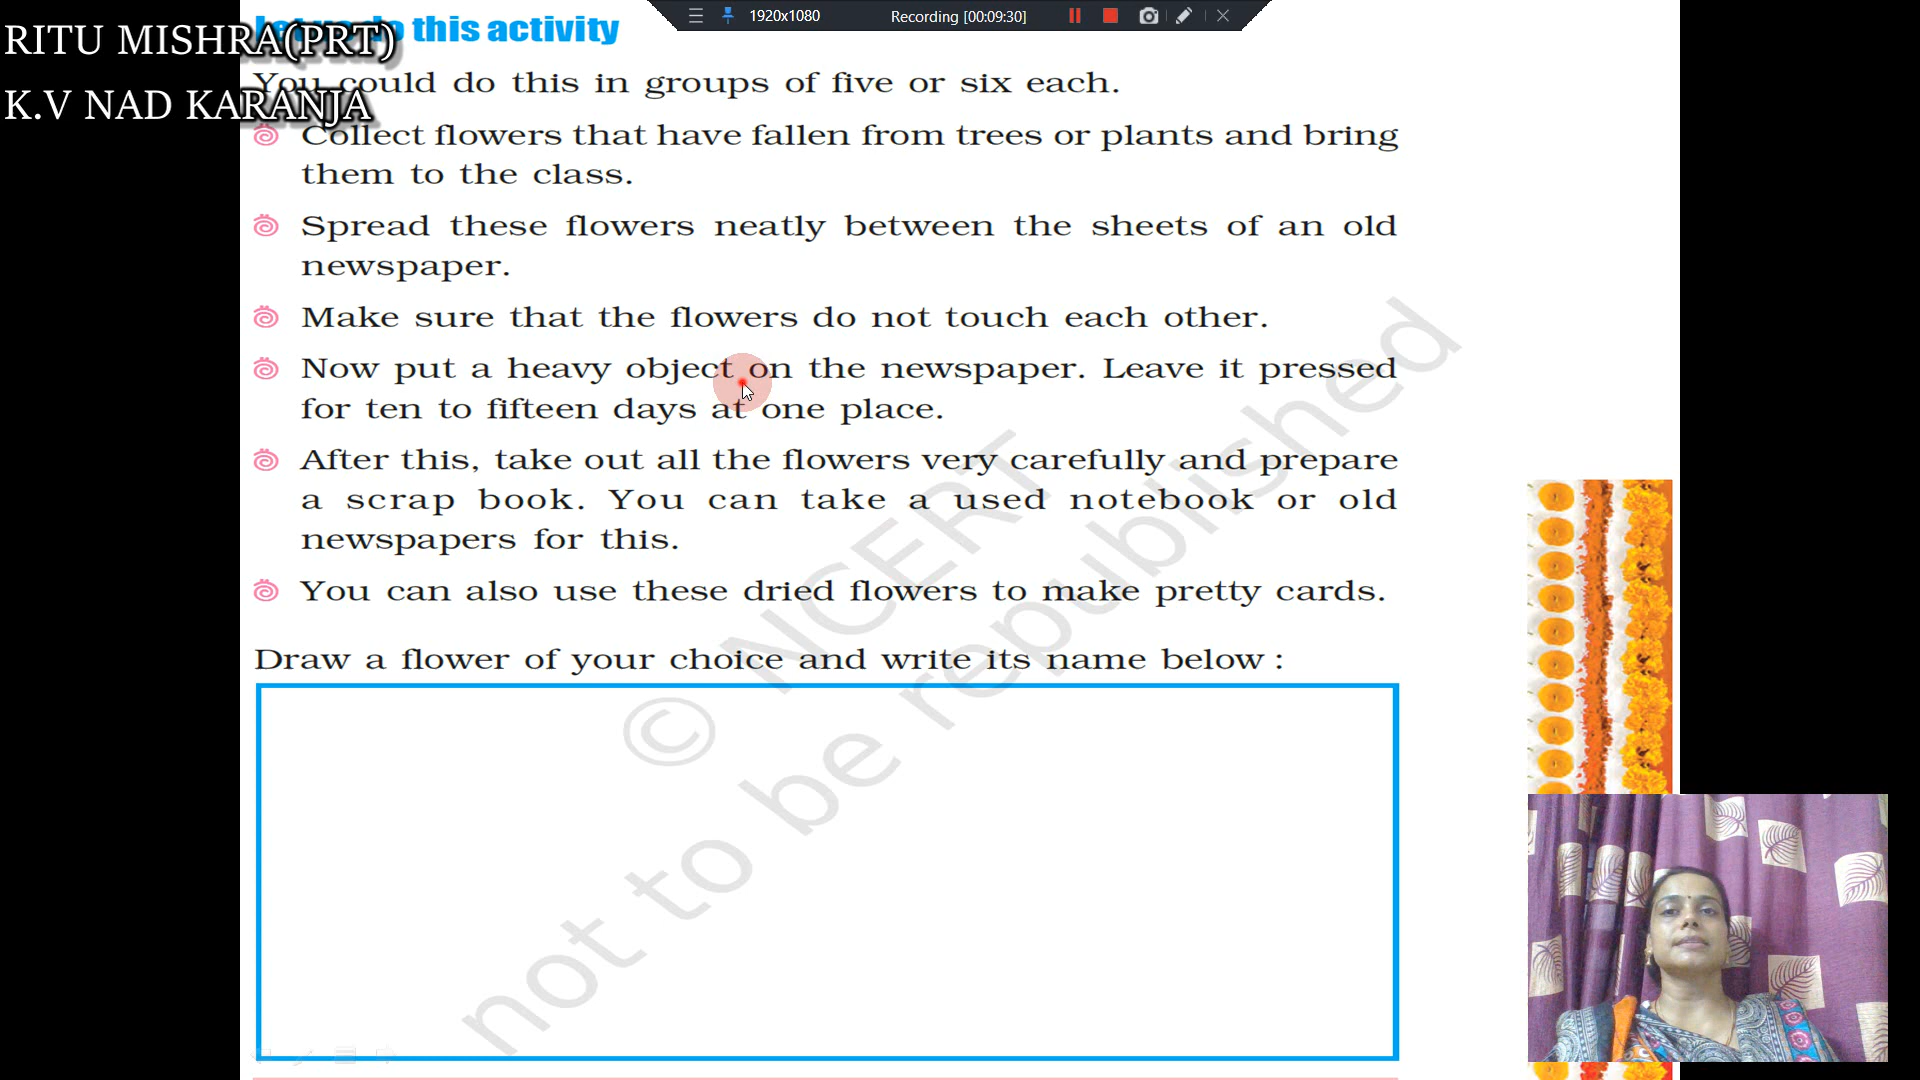 1920x1080
Recording [00:09:30]
RITU MISHRA(PRT)
K.V NAD KARANJA
this activity
You could do this in groups of five or six each.
Collect flowers that have fallen from trees or plants and bring
them to the class.
Spread these flowers neatly between the sheets of an old
newspaper.
Make sure that the flowers do not touch each other.
Now put a heavy object on the newspaper. Leave it pressed
for ten to fifteen days at one place.
After this, take out all the flowers very carefully and prepare
a scrap book. You can take a used notebook or old
newspapers for this.
You can also use these dried flowers to make pretty cards.
Draw a flower of your choice and write its name below :
© NCERT
not to be republished